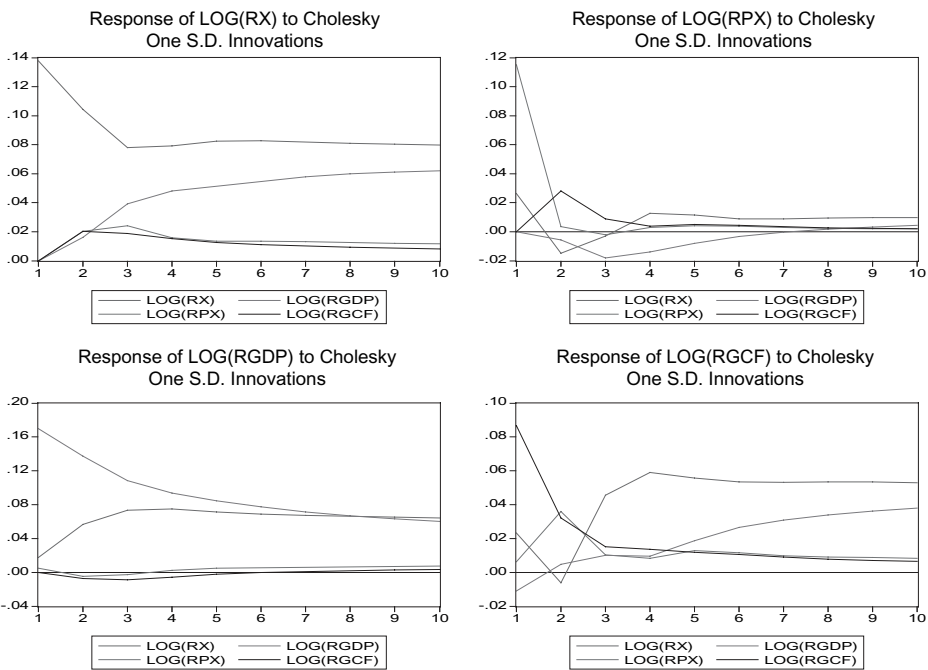 Response of LOG(RX) to Cholesky
One S.D. Innovations
.14
.12
.10
.08
.06
.04
.02
.00
1 2 3 4 5 6 7 8 9 10
LOG(RX) LOG(RGDP)
LOG(RPX) LOG(RGCF)
Response of LOG(RPX) to Cholesky
One S.D. Innovations
.12
.10
.08
.06
.04
.02
.00
-.02
1 2 3 4 5 6 7 8 9 10
LOG(RX) LOG(RGDP)
LOG(RPX) LOG(RGCF)
Response of LOG(RGDP) to Cholesky
One S.D. Innovations
.20
.16
.12
.08
.04
.00
-.04
1 2 3 4 5 6 7 8 9 10
LOG(RX) LOG(RGDP)
LOG(RPX) LOG(RGCF)
Response of LOG(RGCF) to Cholesky
One S.D. Innovations
.10
.08
.06
.04
.02
.00
-.02
1 2 3 4 5 6 7 8 9 10
LOG(RX) LOG(RGDP)
LOG(RPX) LOG(RGCF)